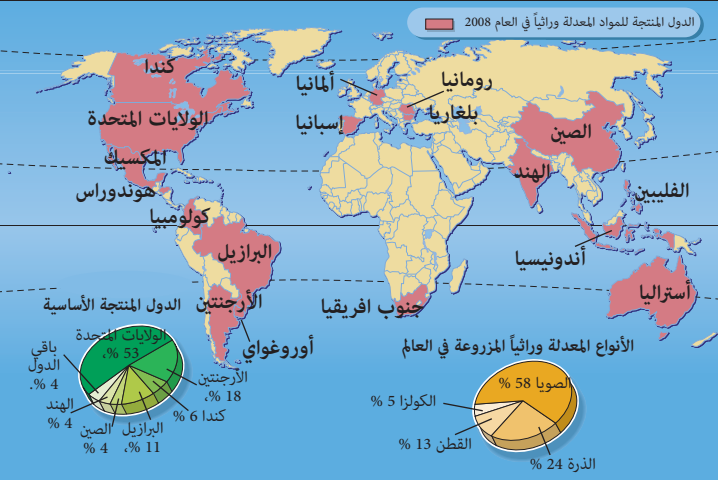 الدول المنتجة للمواد المعدلة وراثياً في العام 2008
كندا
الولايات المتحدة
المكسيك
هوندوراس
كولومبيا
البرازيل
الأرجنتين
أوروغواي
ألمانيا
رومانيا
إسبانيا
بلغاريا
الصين
الهند
الفليبين
أندونيسيا
أستراليا
جنوب افريقيا
الدول المنتجة الأساسية
الولايات المتحدة
53 %،
الأرجنتين
18 %،
كندا 6 %
البرازيل
11 %،
الصين
4 %
الهند
4 %
باقي
الدول
4 %.
الأنواع المعدلة وراثياً المزروعة في العالم
الصويا 58 %
الكولزا 5 %
القطن 13 %
الذرة 24 %